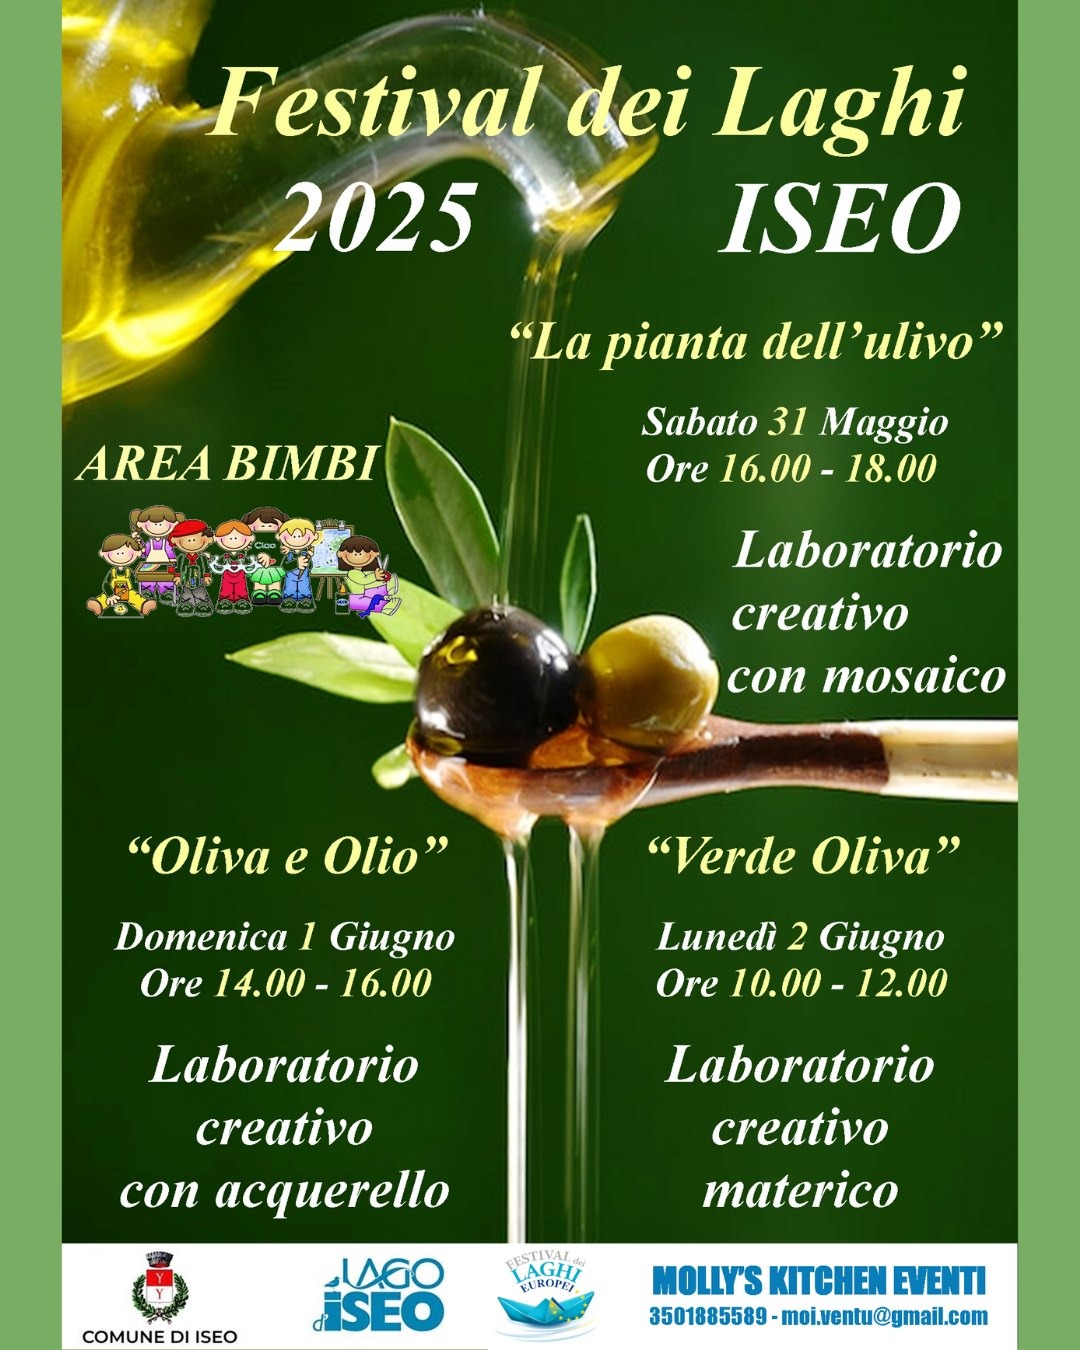 Festival dei Laghi
2025 ISEO
“La pianta dell’ulivo”
Sabato 31 Maggio
Ore 16.00 - 18.00
AREA BIMBI
Ciao
Laboratorio
creativo
con mosaico
“Oliva e Olio”
Domenica 1 Giugno
Ore 14.00 - 16.00
Laboratorio
creativo
con acquerello
“Verde Oliva”
Lunedì 2 Giugno
Ore 10.00 - 12.00
Laboratorio
creativo
materico
Y
Y
COMUNE DI ISEO
LAGO
d'ISEO
FESTIVAL dei
LAGHI
EUROPEI
MOLLY'S KITCHEN EVENTI
3501885589 - moi.ventu@gmail.com